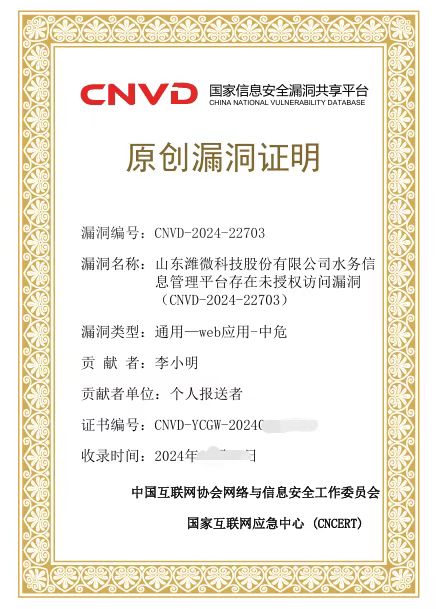 CNVD 国家信息安全漏洞共享平台
CHINA NATIONAL VULNERABILITY DATABASE
原创漏洞证明
漏洞编号：CNVD-2024-22703
漏洞名称：山东潍微科技股份有限公司水务信
息管理平台存在未授权访问漏洞
（CNVD-2024-22703）
漏洞类型：通用—web应用-中危
贡 献 者：李小明
贡献者单位：个人报送者
证书编号：CNVD-YCGW-2024
收录时间：2024年 日
中国互联网协会网络与信息安全工作委员会
国家互联网应急中心 (CNCERT)